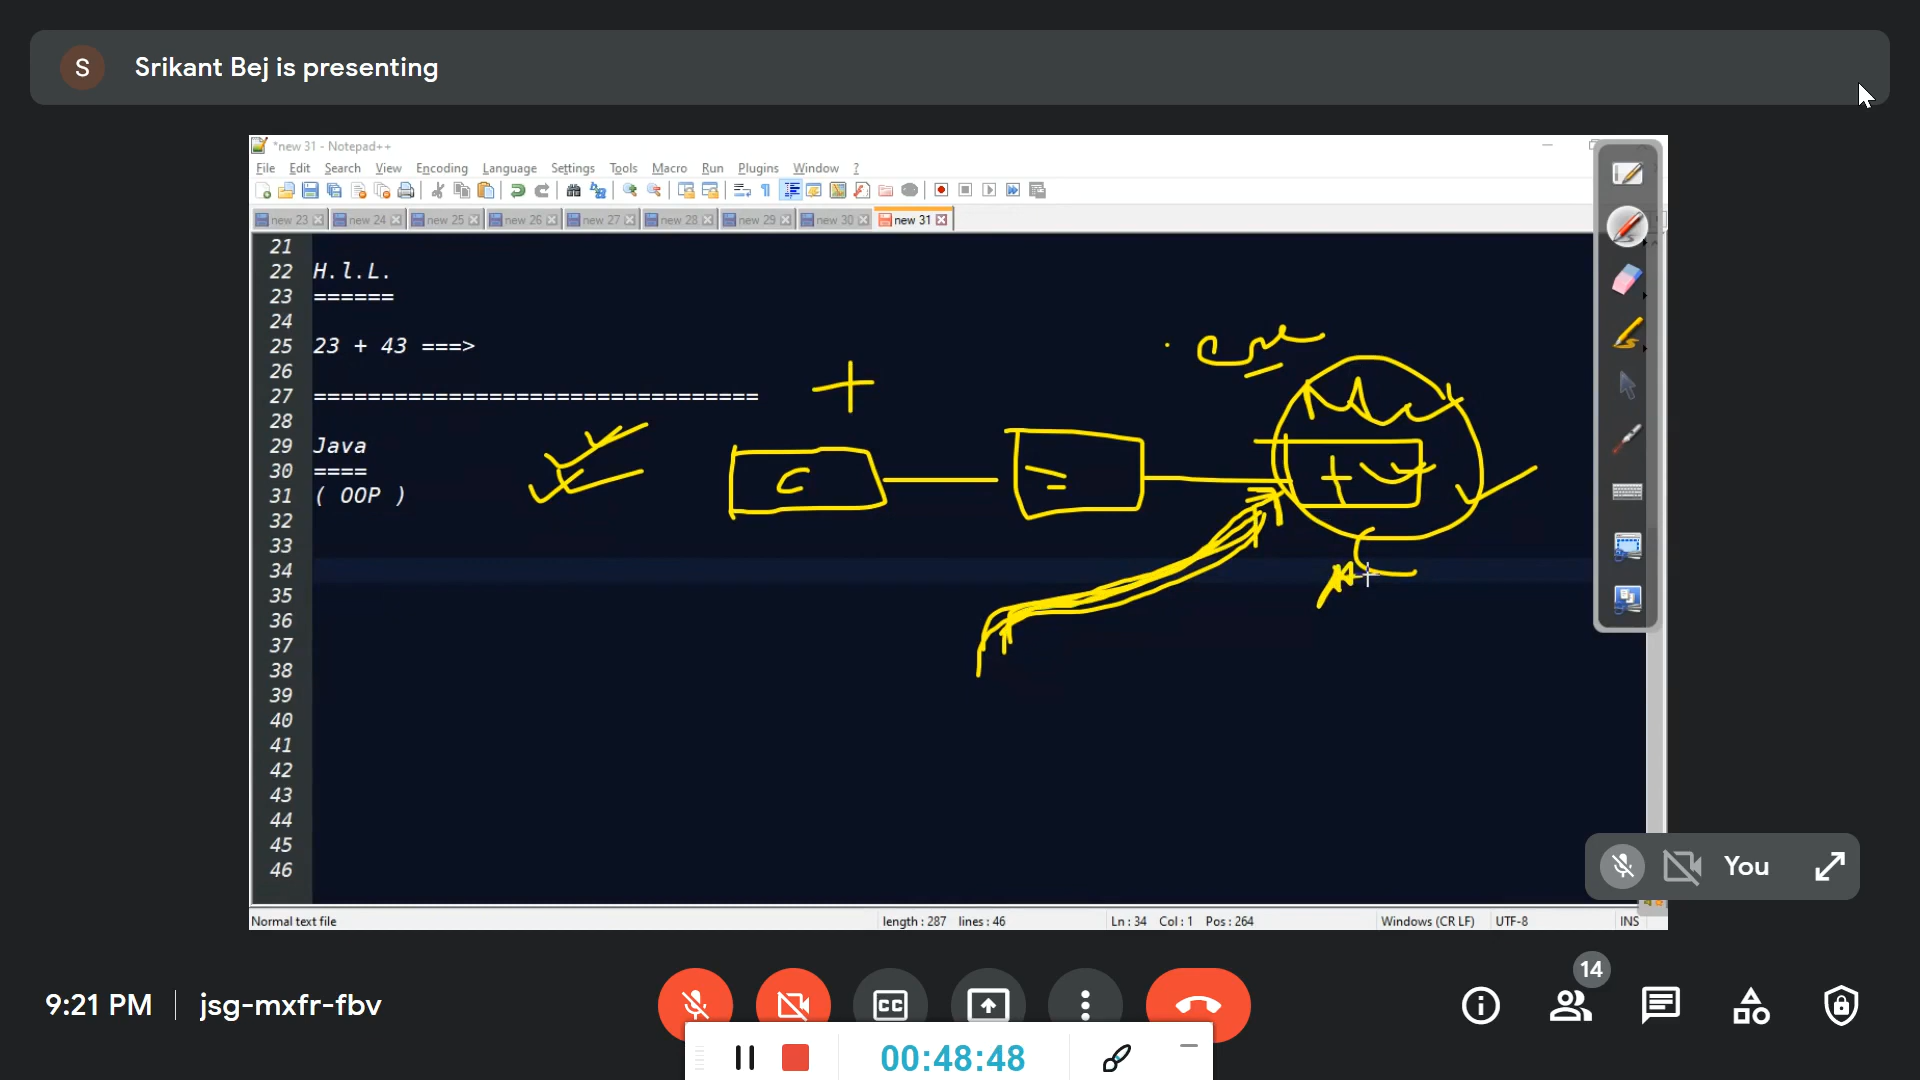 S Srikant Bej is presenting
*new 31 - Notepad++
File Edit Search View Encoding Language Settings Tools Macro Run Plugins Window ?
new 23 new 24 new 25 new 26 new 27 new 28 new 29 new 30 new 31
21
22 H.l.L.
23 ======
24
25 23 + 43 ===>
26
27 =================================
28
29 Java
30 ====
31 ( OOP )
32
33
34
35
36
37
38
39
40
41
42
43
44
45
46
+
C
=
+
Normal text file length : 287 lines : 46 Ln : 34 Col : 1 Pos : 264 Windows (CR LF) UTF-8 INS
You
9:21 PM jsg-mxfr-fbv
CC
14
00:48:48